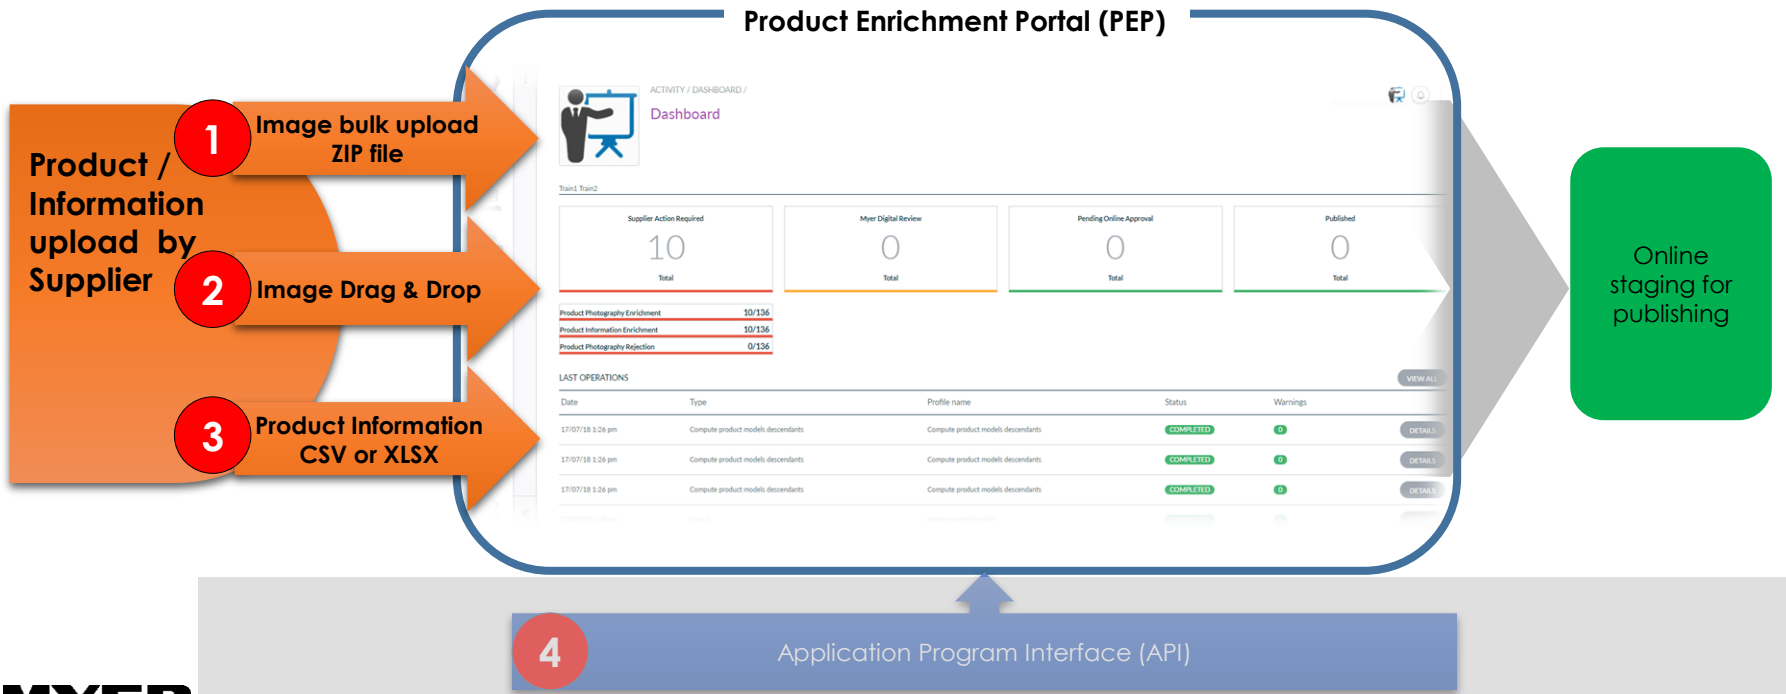 Product Enrichment Portal (PEP)
Product /
Information
upload by
Supplier
1
Image bulk upload
ZIP file
2
Image Drag & Drop
3
Product Information
CSV or XLSX
ACTIVITY / DASHBOARD /
Dashboard
Train1 Train2
Supplier Action Required
10
Total
Myer Digital Review
0
Total
Pending Online Approval
0
Total
Published
0
Total
Product Photography Enrichment 10/136
Product Information Enrichment 10/136
Product Photography Rejection 0/136
LAST OPERATIONS VIEW ALL
Date Type Profile name Status Warnings
17/07/18 1:26 pm Compute product models descendants Compute product models descendants COMPLETED 0 DETAILS
17/07/18 1:26 pm Compute product models descendants Compute product models descendants COMPLETED 0 DETAILS
17/07/18 1:26 pm Compute product models descendants Compute product models descendants COMPLETED 0 DETAILS
Online
staging for
publishing
4
Application Program Interface (API)
MYER